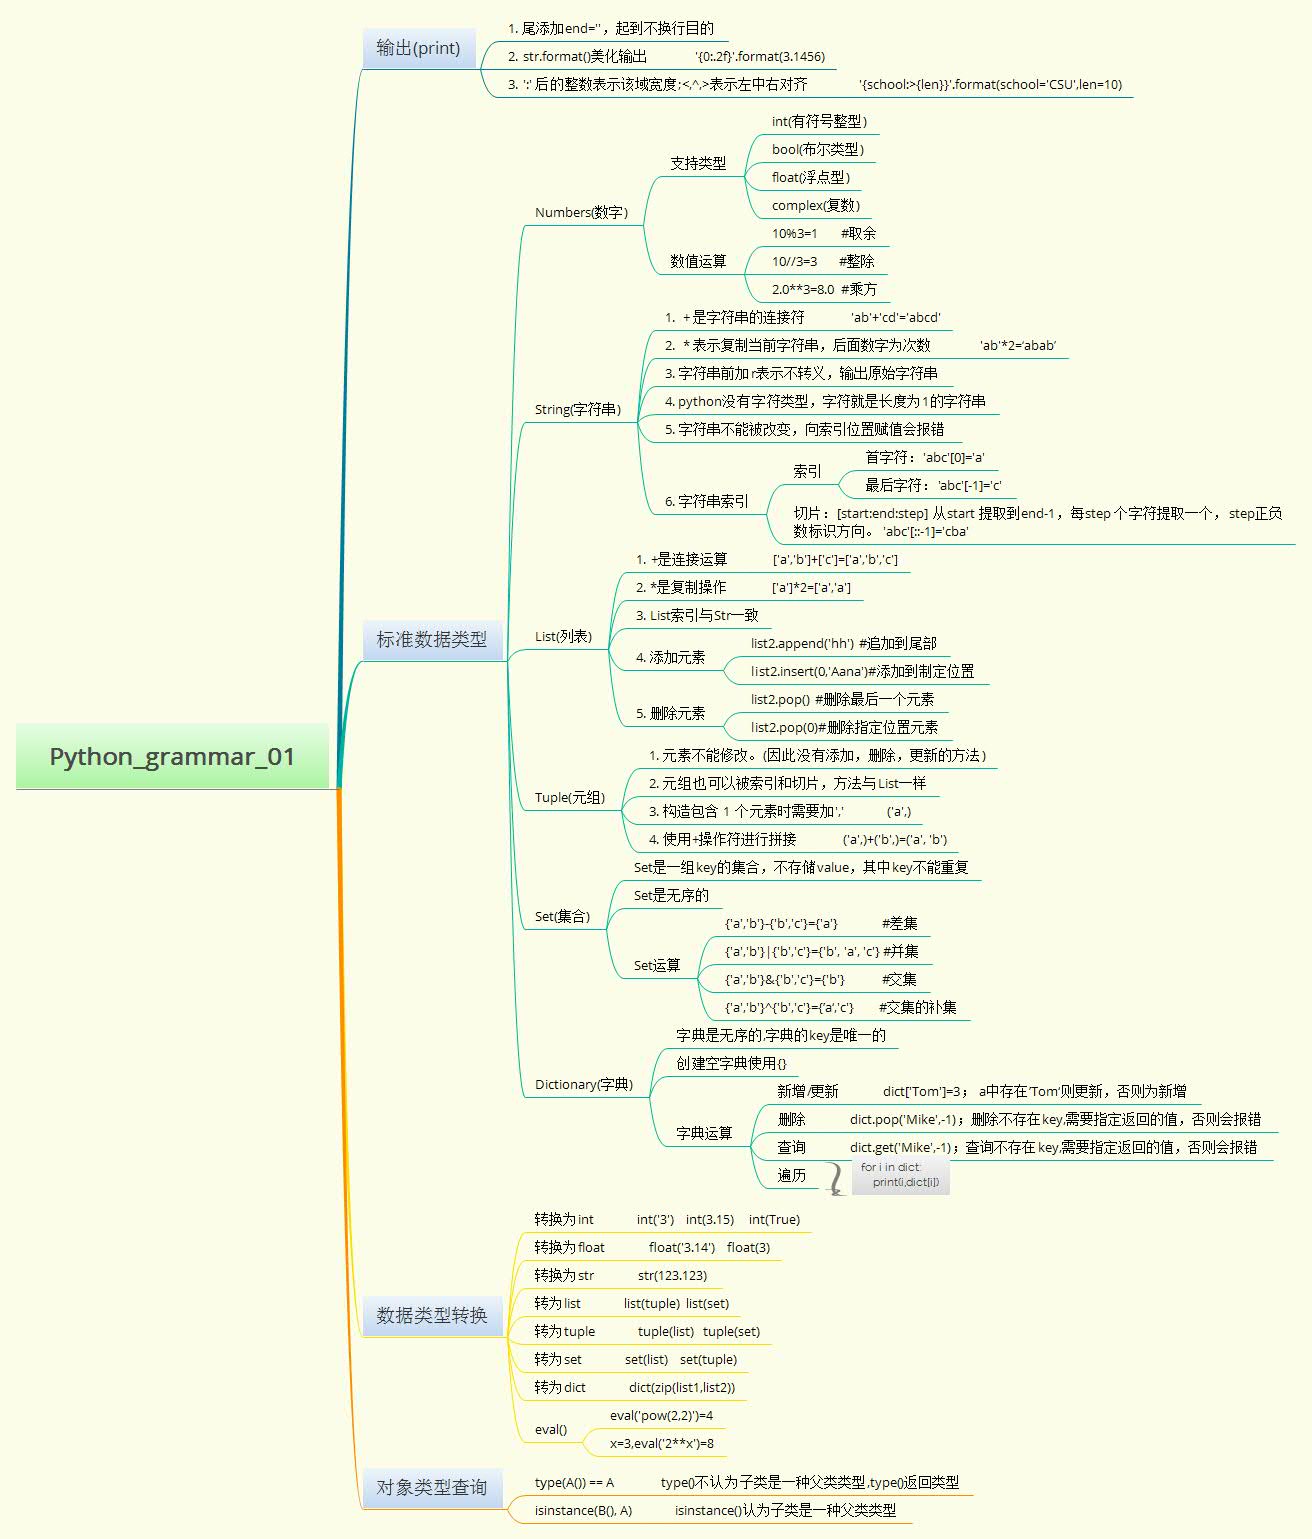 输出(print)
1. 尾添加end=''，起到不换行目的
2. str.format()美化输出 '{0:.2f}'.format(3.1456)
3. ':' 后的整数表示该域宽度;<,^,>表示左中右对齐 '{school:>{len}}'.format(school='CSU',len=10)
Python_grammar_01
标准数据类型
Numbers(数字)
支持类型
int(有符号整型)
bool(布尔类型)
float(浮点型)
complex(复数)
数值运算
10%3=1 #取余
10//3=3 #整除
2.0**3=8.0 #乘方
String(字符串)
1. + 是字符串的连接符 'ab'+'cd'='abcd'
2. * 表示复制当前字符串，后面数字为次数 'ab'*2=‘abab’
3. 字符串前加 r表示不转义，输出原始字符串
4. python没有字符类型，字符就是长度为1的字符串
5. 字符串不能被改变，向索引位置赋值会报错
6. 字符串索引
索引
首字符：'abc'[0]='a'
最后字符：'abc'[-1]='c'
切片：[start:end:step] 从start 提取到end-1，每step 个字符提取一个，step正负
数标识方向。 'abc'[::-1]='cba'
List(列表)
1. +是连接运算 ['a','b']+['c']=['a','b','c']
2. *是复制操作 ['a']*2=['a','a']
3. List索引与Str一致
4. 添加元素
list2.append('hh') #追加到尾部
list2.insert(0,'Aana')#添加到制定位置
5. 删除元素
list2.pop() #删除最后一个元素
list2.pop(0)#删除指定位置元素
Tuple(元组)
1. 元素不能修改。(因此没有添加，删除，更新的方法)
2. 元组也可以被索引和切片，方法与List一样
3. 构造包含 1 个元素时需要加',' ('a',)
4. 使用+操作符进行拼接 ('a',)+('b',)=('a', 'b')
Set(集合)
Set是一组key的集合，不存储value，其中key不能重复
Set是无序的
Set运算
{'a','b'}-{'b','c'}={'a'} #差集
{'a','b'}|{'b','c'}={'b', 'a', 'c'} #并集
{'a','b'}&{'b','c'}={'b'} #交集
{'a','b'}^{'b','c'}={’a‘,'c'} #交集的补集
Dictionary(字典)
字典是无序的,字典的key是唯一的
创建空字典使用{}
字典运算
新增/更新 dict['Tom']=3； a中存在’Tom‘则更新，否则为新增
删除 dict.pop('Mike',-1)；删除不存在key,需要指定返回的值，否则会报错
查询 dict.get('Mike',-1)；查询不存在key,需要指定返回的值，否则会报错
遍历
for i in dict:
print(i,dict[i])
数据类型转换
转换为int int('3') int(3.15) int(True)
转换为float float('3.14') float(3)
转换为str str(123.123)
转为list list(tuple) list(set)
转为tuple tuple(list) tuple(set)
转为set set(list) set(tuple)
转为dict dict(zip(list1,list2))
eval()
eval('pow(2,2)')=4
x=3,eval('2**x')=8
对象类型查询
type(A()) == A type()不认为子类是一种父类类型,type()返回类型
isinstance(B(), A) isinstance()认为子类是一种父类类型